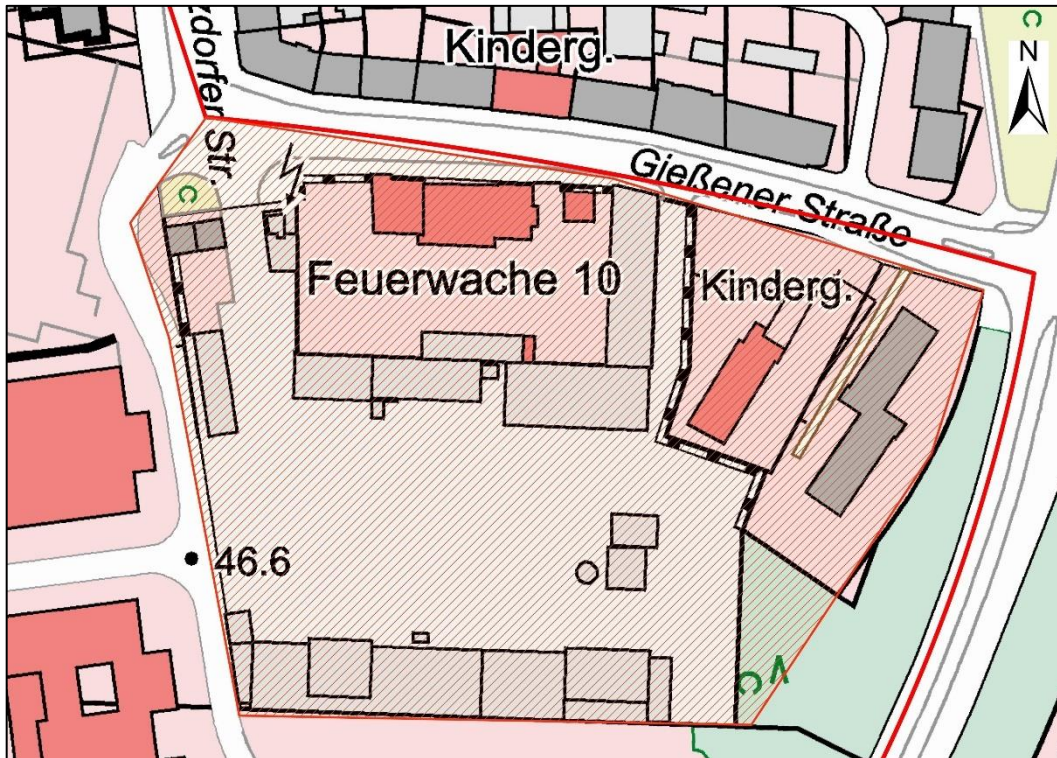 Kinderg.
N
zdorfer Str.
Gießener Straße
Feuerwache 10
Kinderg.
46.6